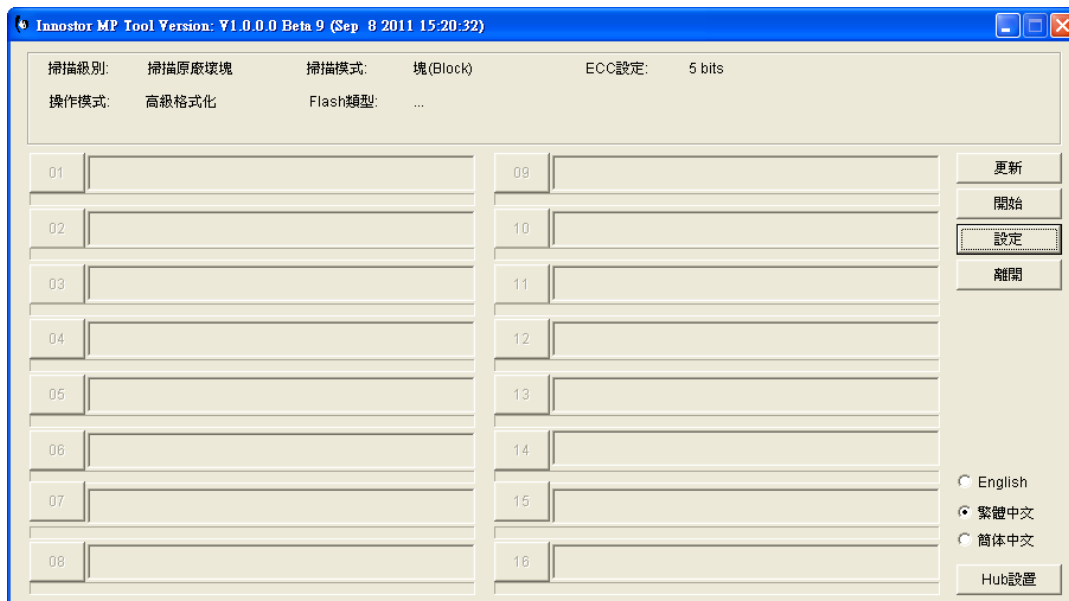 Innostor MP Tool Version: V1.0.0.0 Beta 9 (Sep 8 2011 15:20:32)
掃描級別: 掃描原廠壞塊 掃描模式: 塊(Block) ECC設定: 5 bits
操作模式: 高級格式化 Flash類型: ...
01 09 更新
開始
02 10 設定
03 11 離開
04 12
05 13
06 14
English
07 15 繁體中文
簡体中文
08 16
Hub設置